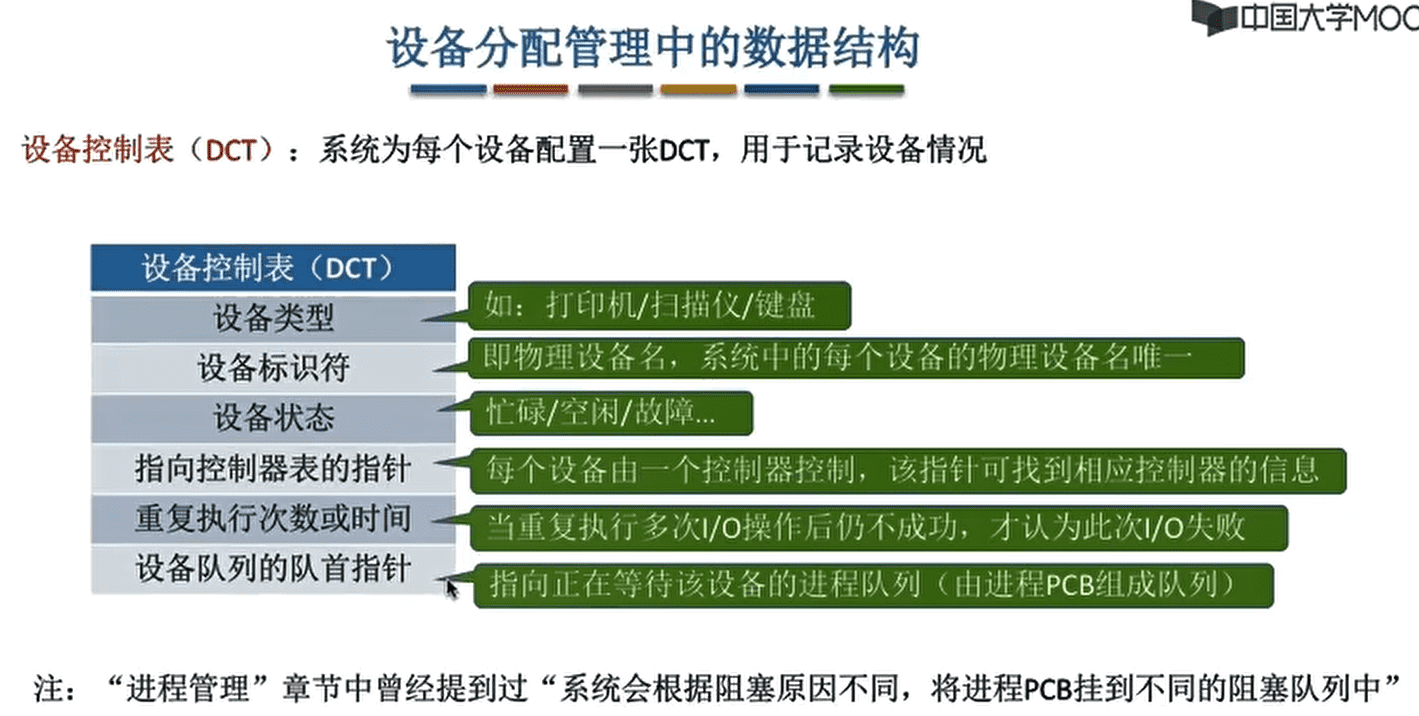 中国大学MOC
设备分配管理中的数据结构
设备控制表（DCT）：系统为每个设备配置一张DCT，用于记录设备情况
设备控制表（DCT）
设备类型
如：打印机/扫描仪/键盘
设备标识符
即物理设备名，系统中的每个设备的物理设备名唯一
设备状态
忙碌/空闲/故障...
指向控制器表的指针
每个设备由一个控制器控制，该指针可找到相应控制器的信息
重复执行次数或时间
当重复执行多次I/O操作后仍不成功，才认为此次I/O失败
设备队列的队首指针
指向正在等待该设备的进程队列（由进程PCB组成队列）
注：“进程管理”章节中曾经提到过“系统会根据阻塞原因不同，将进程PCB挂到不同的阻塞队列中”